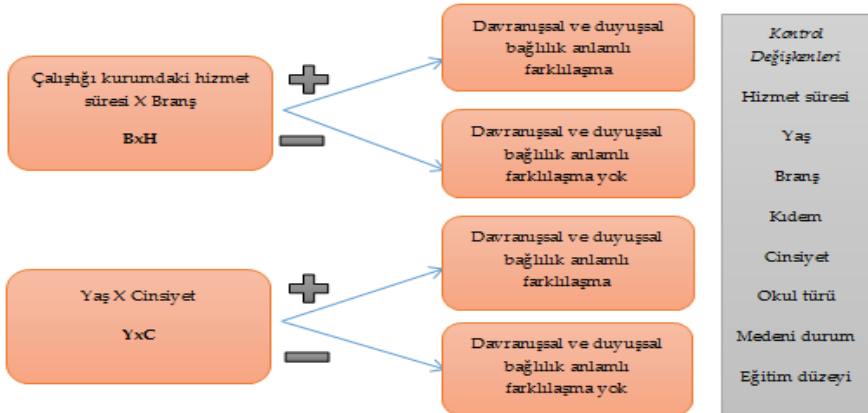 Çalıştığı kurumdaki hizmet
süresi X Branş
BxH
Davranışsal ve duyuşsal
bağlılık anlamlı
farklılaşma
Davranışsal ve duyuşsal
bağlılık anlamlı
farklılaşma yok
Yaş X Cinsiyet
YxC
Davranışsal ve duyuşsal
bağlılık anlamlı
farklılaşma
Davranışsal ve duyuşsal
bağlılık anlamlı
farklılaşma yok
Kontrol
Değişkenleri
Hizmet süresi
Yaş
Branş
Kıdem
Cinsiyet
Okul türü
Medeni durum
Eğitim düzeyi